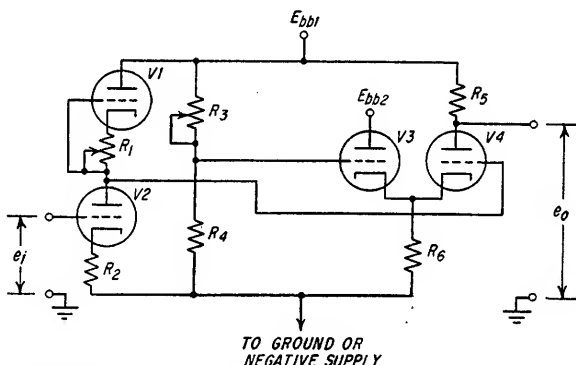 Ebb1
V1
R3
R5
Ebb2
V3
V4
R1
V2
R4
R6
ei
R2
eo
TO GROUND OR
NEGATIVE SUPPLY